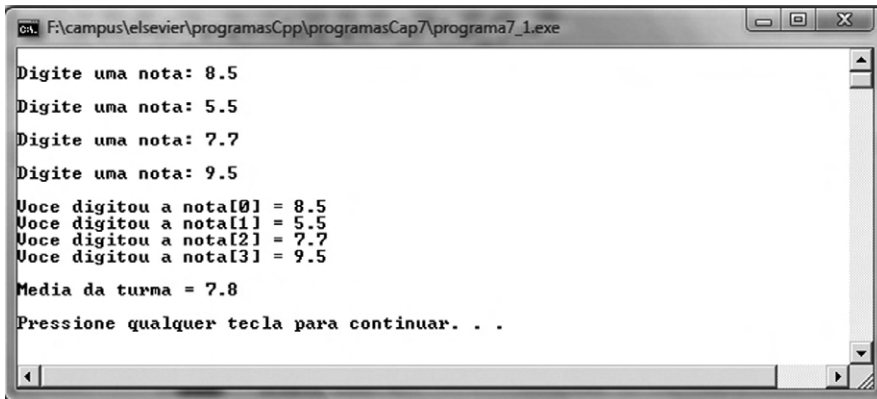 F:\campus\elsevier\programasCpp\programasCap7\programa7_1.exe
Digite uma nota: 8.5
Digite uma nota: 5.5
Digite uma nota: 7.7
Digite uma nota: 9.5
Voce digitou a nota[0] = 8.5
Voce digitou a nota[1] = 5.5
Voce digitou a nota[2] = 7.7
Voce digitou a nota[3] = 9.5
Media da turma = 7.8
Pressione qualquer tecla para continuar. . .